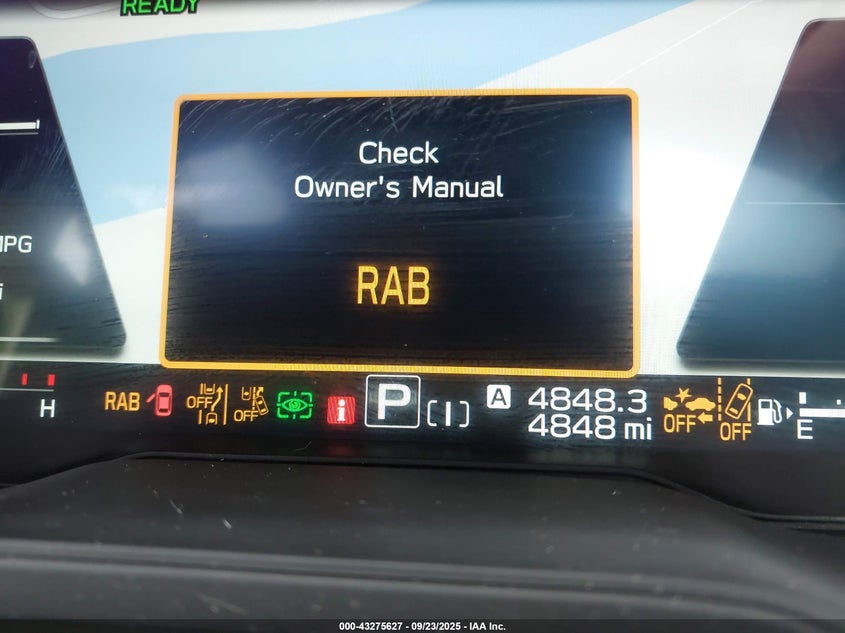 READY
Check
Owner's Manual
RAB
MPG
H
RAB
OFF
OFF
i
P
A
4848.3
4848 mi
OFF
OFF
E
000-43275627 - 09/23/2025 - IAA Inc.